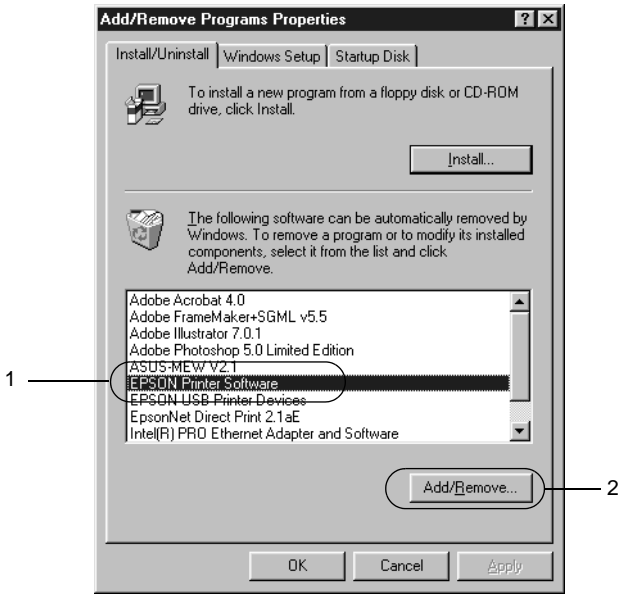 Add/Remove Programs Properties
Install/Uninstall Windows Setup Startup Disk
To install a new program from a floppy disk or CD-ROM
drive, click Install.
Install...
The following software can be automatically removed by
Windows. To remove a program or to modify its installed
components, select it from the list and click
Add/Remove.
Adobe Acrobat 4.0
Adobe FrameMaker+SGML v5.5
Adobe Illustrator 7.0.1
Adobe Photoshop 5.0 Limited Edition
ASUS-MEW V2.1
1
EPSON Printer Software
EPSON USB Printer Devices
EpsonNet Direct Print 2.1aE
Intel(R) PRO Ethernet Adapter and Software
Add/Remove...
2
OK Cancel Apply